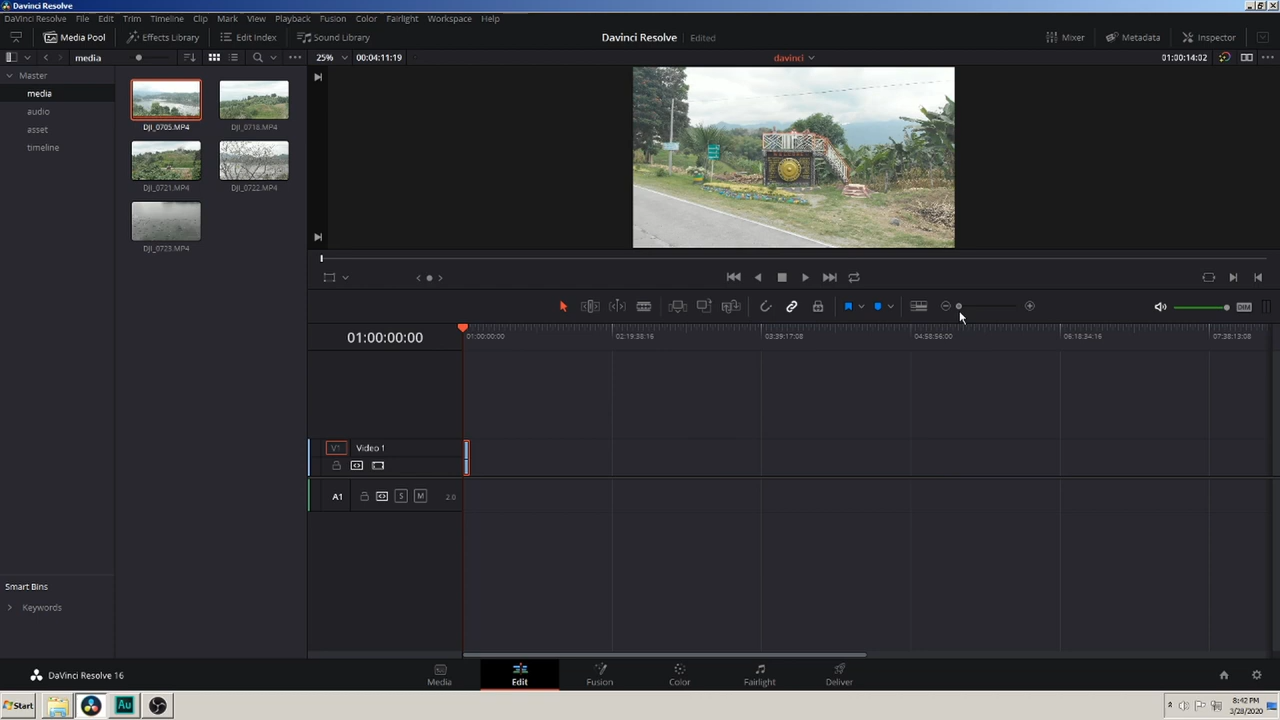 Davinci Resolve
DaVinci Resolve File Edit Trim Timeline Clip Mark View Playback Fusion Color Fairlight Workspace Help
Media Pool Effects Library Edit Index Sound Library Davinci Resolve Edited Mixer Metadata Inspector
media 25% 00:04:11:19 davinci 01:00:14:02
Master
media
audio
asset
timeline
DJI_0705.MP4 DJI_0718.MP4
DJI_0721.MP4 DJI_0722.MP4
DJI_0723.MP4
DIM
01:00:00:00 01:00:00:00 02:19:38:16 03:39:17:08 04:58:56:00 06:18:34:16 07:38:13:08
V1 Video 1
A1 S M 2.0
Smart Bins
Keywords
DaVinci Resolve 16 Media Edit Fusion Color Fairlight Deliver
Start Au 8:42 PM
3/28/2020